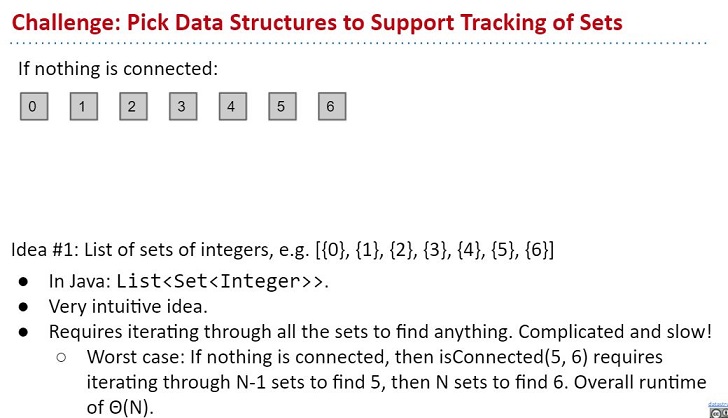 Challenge: Pick Data Structures to Support Tracking of Sets
If nothing is connected:
0 1 2 3 4 5 6
Idea #1: List of sets of integers, e.g. [{0}, {1}, {2}, {3}, {4}, {5}, {6}]
● In Java: List<Set<Integer>>.
● Very intuitive idea.
● Requires iterating through all the sets to find anything. Complicated and slow!
○ Worst case: If nothing is connected, then isConnected(5, 6) requires
iterating through N-1 sets to find 5, then N sets to find 6. Overall runtime
of Θ(N).